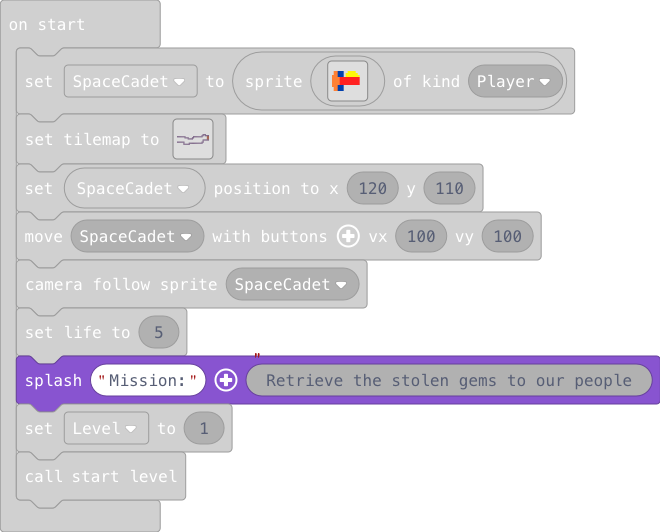 on start
set SpaceCadet to sprite of kind Player
set tilemap to
set SpaceCadet position to x 120 y 110
move SpaceCadet with buttons vx 100 vy 100
camera follow sprite SpaceCadet
set life to 5
splash "Mission:" " Retrieve the stolen gems to our people
set Level to 1
call start level